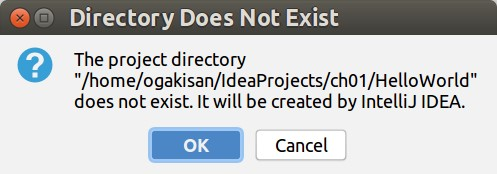 Directory Does Not Exist
The project directory
"/home/ogakisan/IdeaProjects/ch01/HelloWorld"
does not exist. It will be created by IntelliJ IDEA.
OK
Cancel